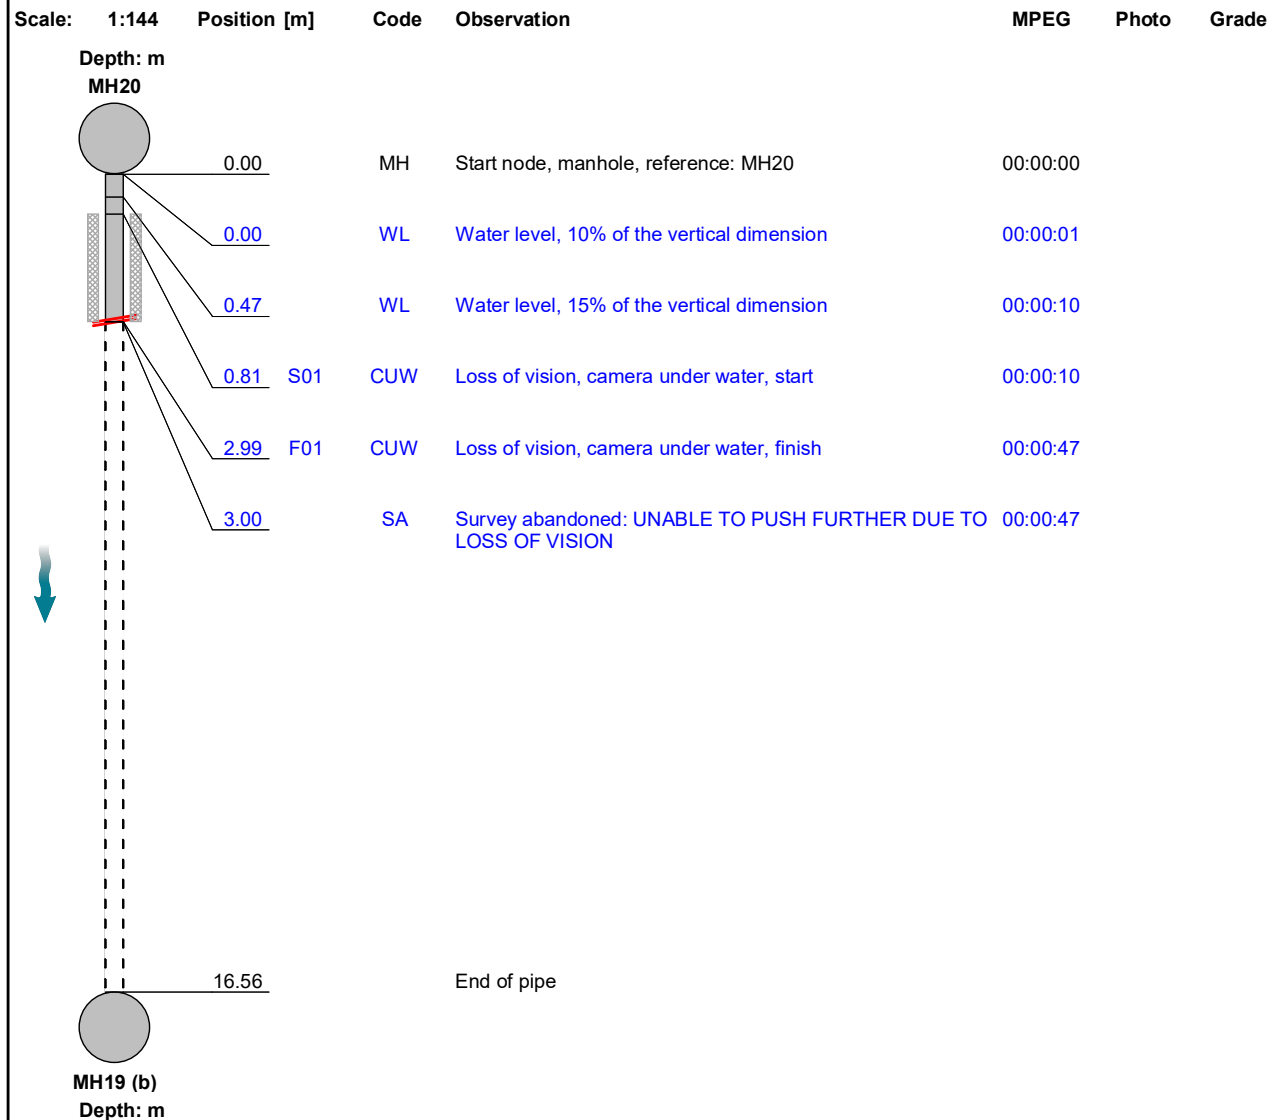 Scale: 1:144 Position [m] Code Observation MPEG Photo Grade
Depth: m
MH20
0.00 MH Start node, manhole, reference: MH20 00:00:00
0.00 WL Water level, 10% of the vertical dimension 00:00:01
0.47 WL Water level, 15% of the vertical dimension 00:00:10
0.81 S01 CUW Loss of vision, camera under water, start 00:00:10
2.99 F01 CUW Loss of vision, camera under water, finish 00:00:47
3.00 SA Survey abandoned: UNABLE TO PUSH FURTHER DUE TO 00:00:47
LOSS OF VISION
16.56 End of pipe
MH19 (b)
Depth: m